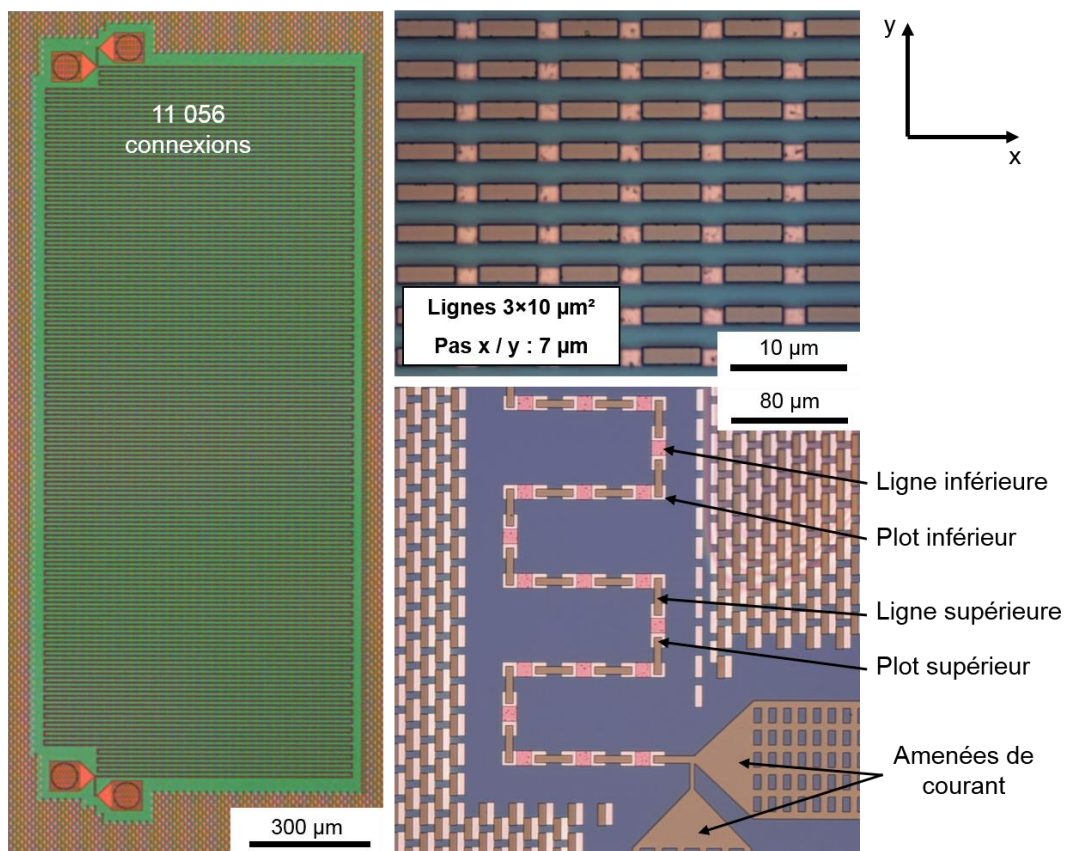 11 056
connexions
300 µm
Lignes 3×10 µm²
Pas x / y : 7 µm
10 µm
80 µm
y
x
Ligne inférieure
Plot inférieur
Ligne supérieure
Plot supérieur
Amenées de
courant